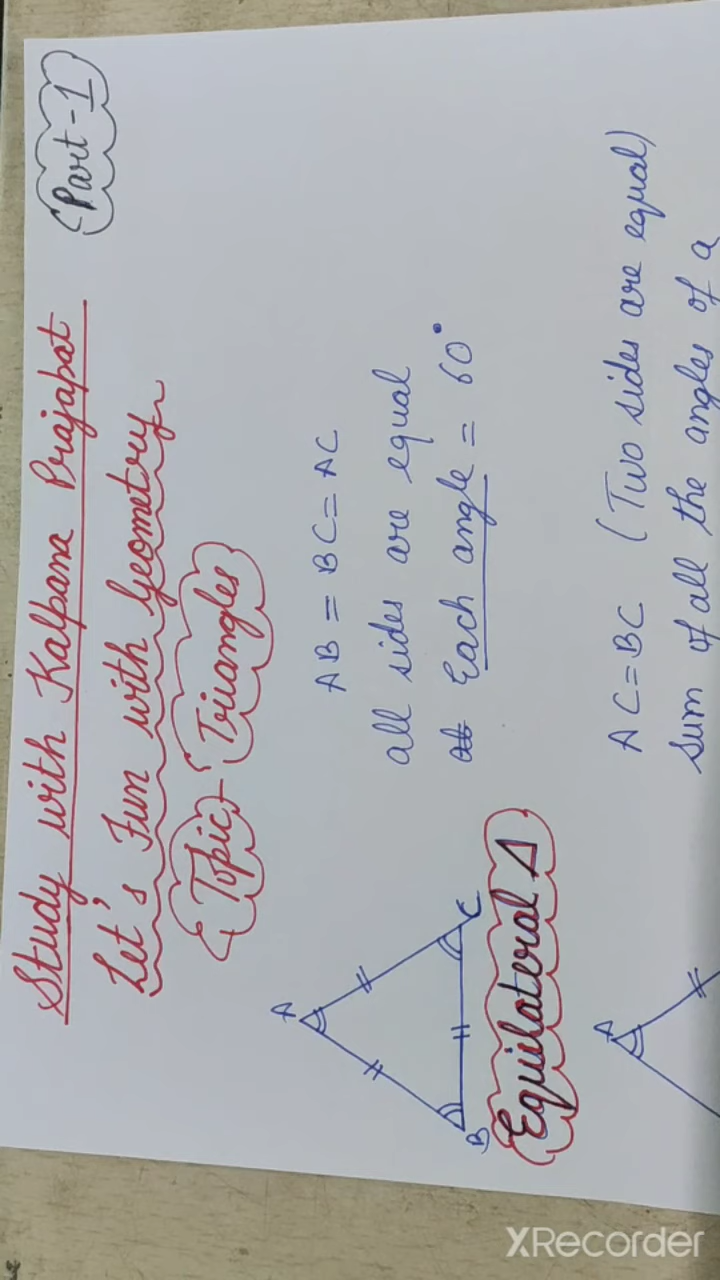 Study with Kalpana Prajapat
Part-1
Let's Fun with Geometry
Topic - Triangles
A
B
C
AB = BC = AC
all sides are equal
Each angle = 60°
Equilateral Δ
A
AC = BC (Two sides are equal)
Sum of all the angles of a
XRecorder